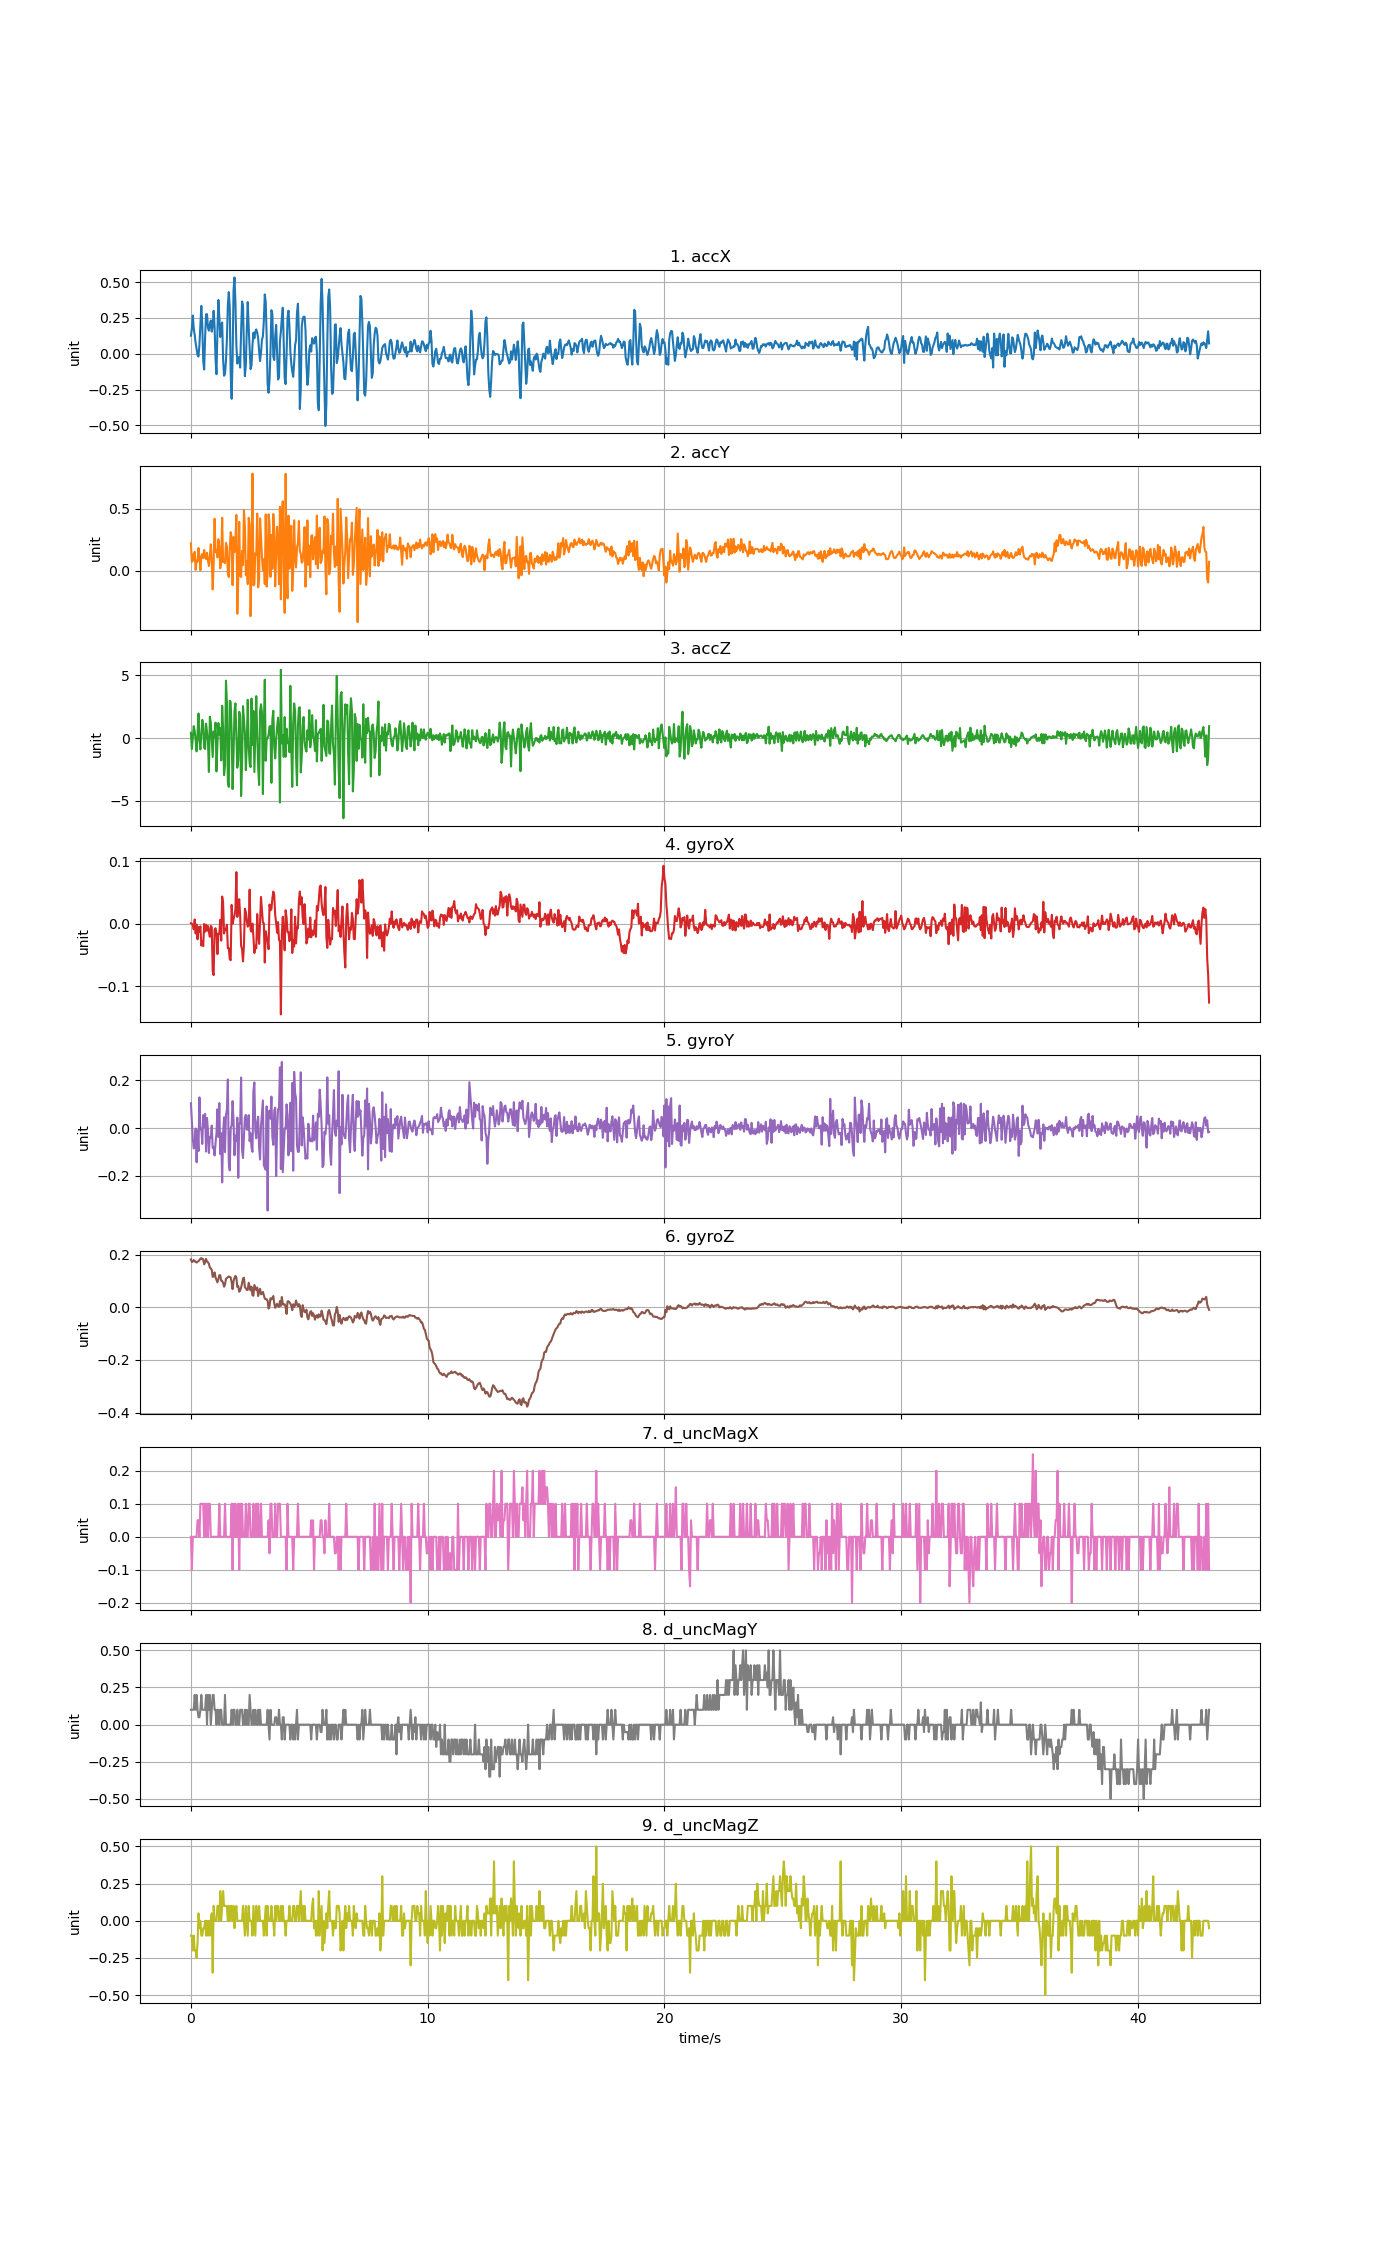 1. accX
0.50
0.25
0.00
−0.25
−0.50
unit
2. accY
0.5
0.0
unit
3. accZ
5
0
−5
unit
4. gyroX
0.1
0.0
−0.1
unit
5. gyroY
0.2
0.0
−0.2
unit
6. gyroZ
0.2
0.0
−0.2
−0.4
unit
7. d_uncMagX
0.2
0.1
0.0
−0.1
−0.2
unit
8. d_uncMagY
0.50
0.25
0.00
−0.25
−0.50
unit
9. d_uncMagZ
0.50
0.25
0.00
−0.25
−0.50
unit
0 10 20 30 40
time/s